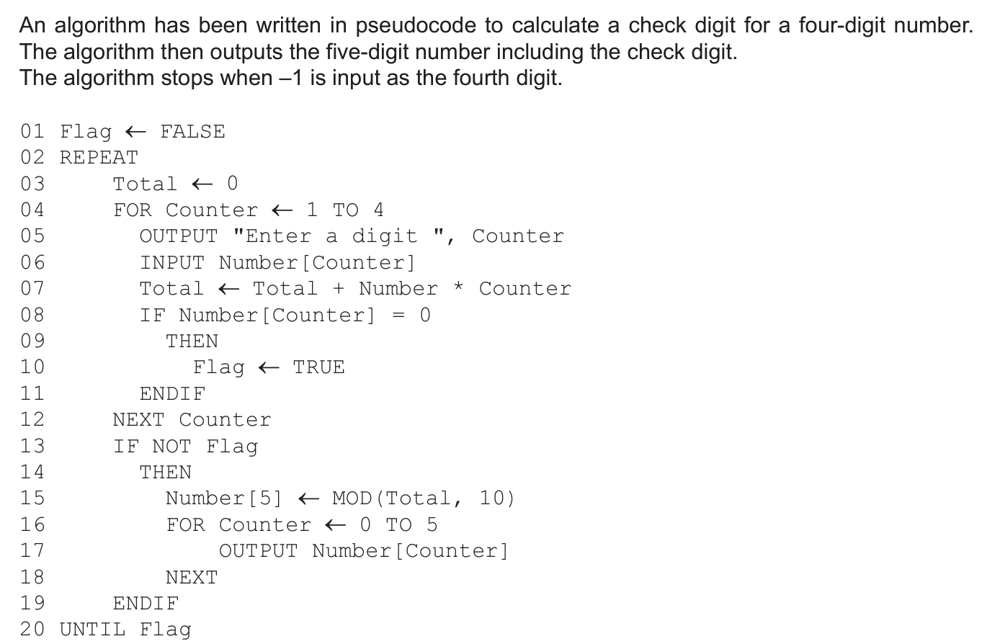 An algorithm has been written in pseudocode to calculate a check digit for a four-digit number.
The algorithm then outputs the five-digit number including the check digit.
The algorithm stops when –1 is input as the fourth digit.
01 Flag ← FALSE
02 REPEAT
03 Total ← 0
04 FOR Counter ← 1 TO 4
05 OUTPUT "Enter a digit ", Counter
06 INPUT Number[Counter]
07 Total ← Total + Number * Counter
08 IF Number[Counter] = 0
09 THEN
10 Flag ← TRUE
11 ENDIF
12 NEXT Counter
13 IF NOT Flag
14 THEN
15 Number[5] ← MOD(Total, 10)
16 FOR Counter ← 0 TO 5
17 OUTPUT Number[Counter]
18 NEXT
19 ENDIF
20 UNTIL Flag